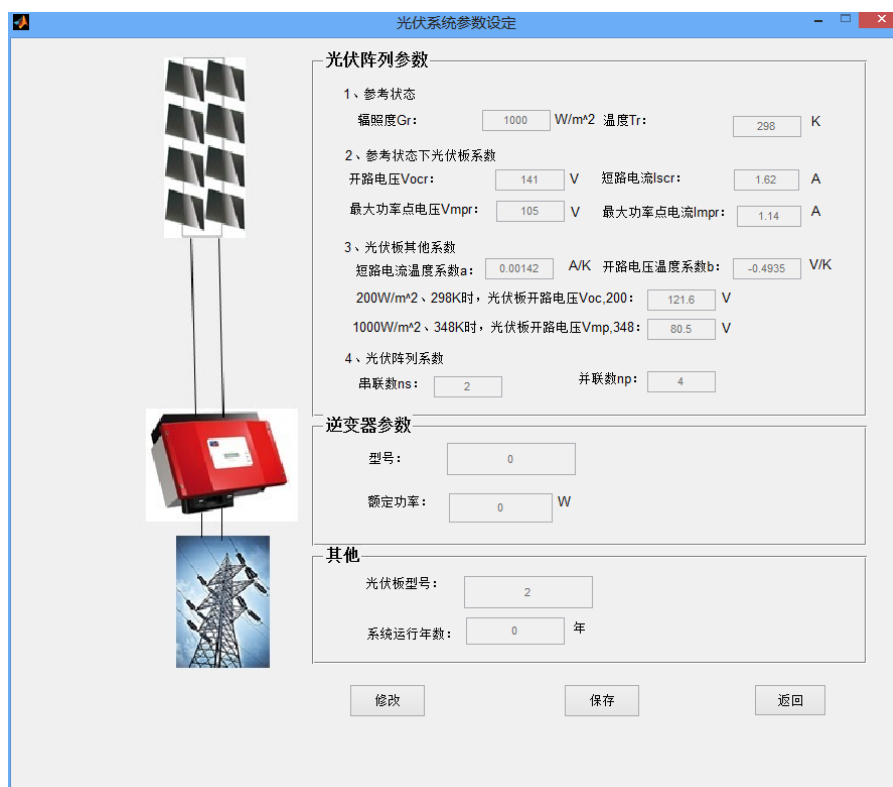 光伏系统参数设定
光伏阵列参数
1、参考状态
辐照度Gr: 1000 W/m^2 温度Tr: 298 K
2、参考状态下光伏板系数
开路电压Vocr: 141 V 短路电流Iscr: 1.62 A
最大功率点电压Vmpr: 105 V 最大功率点电流Impr: 1.14 A
3、光伏板其他系数
短路电流温度系数a: 0.00142 A/K 开路电压温度系数b: -0.4935 V/K
200W/m^2、298K时，光伏板开路电压Voc,200: 121.6 V
1000W/m^2、348K时，光伏板开路电压Vmp,348: 80.5 V
4、光伏阵列系数
串联数ns: 2 并联数np: 4
逆变器参数
型号: 0
额定功率: 0 W
其他
光伏板型号: 2
系统运行年数: 0 年
修改 保存 返回